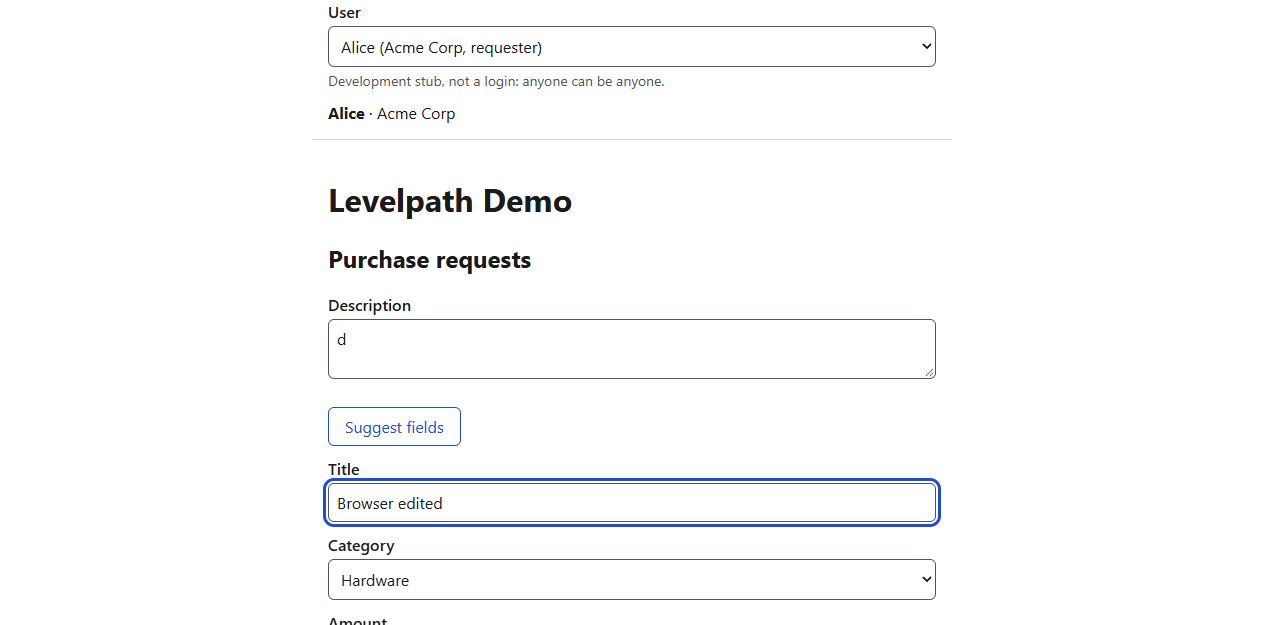 User
Alice (Acme Corp, requester)
Development stub, not a login: anyone can be anyone.
Alice · Acme Corp
Levelpath Demo
Purchase requests
Description
d
Suggest fields
Title
Browser edited
Category
Hardware
Amount